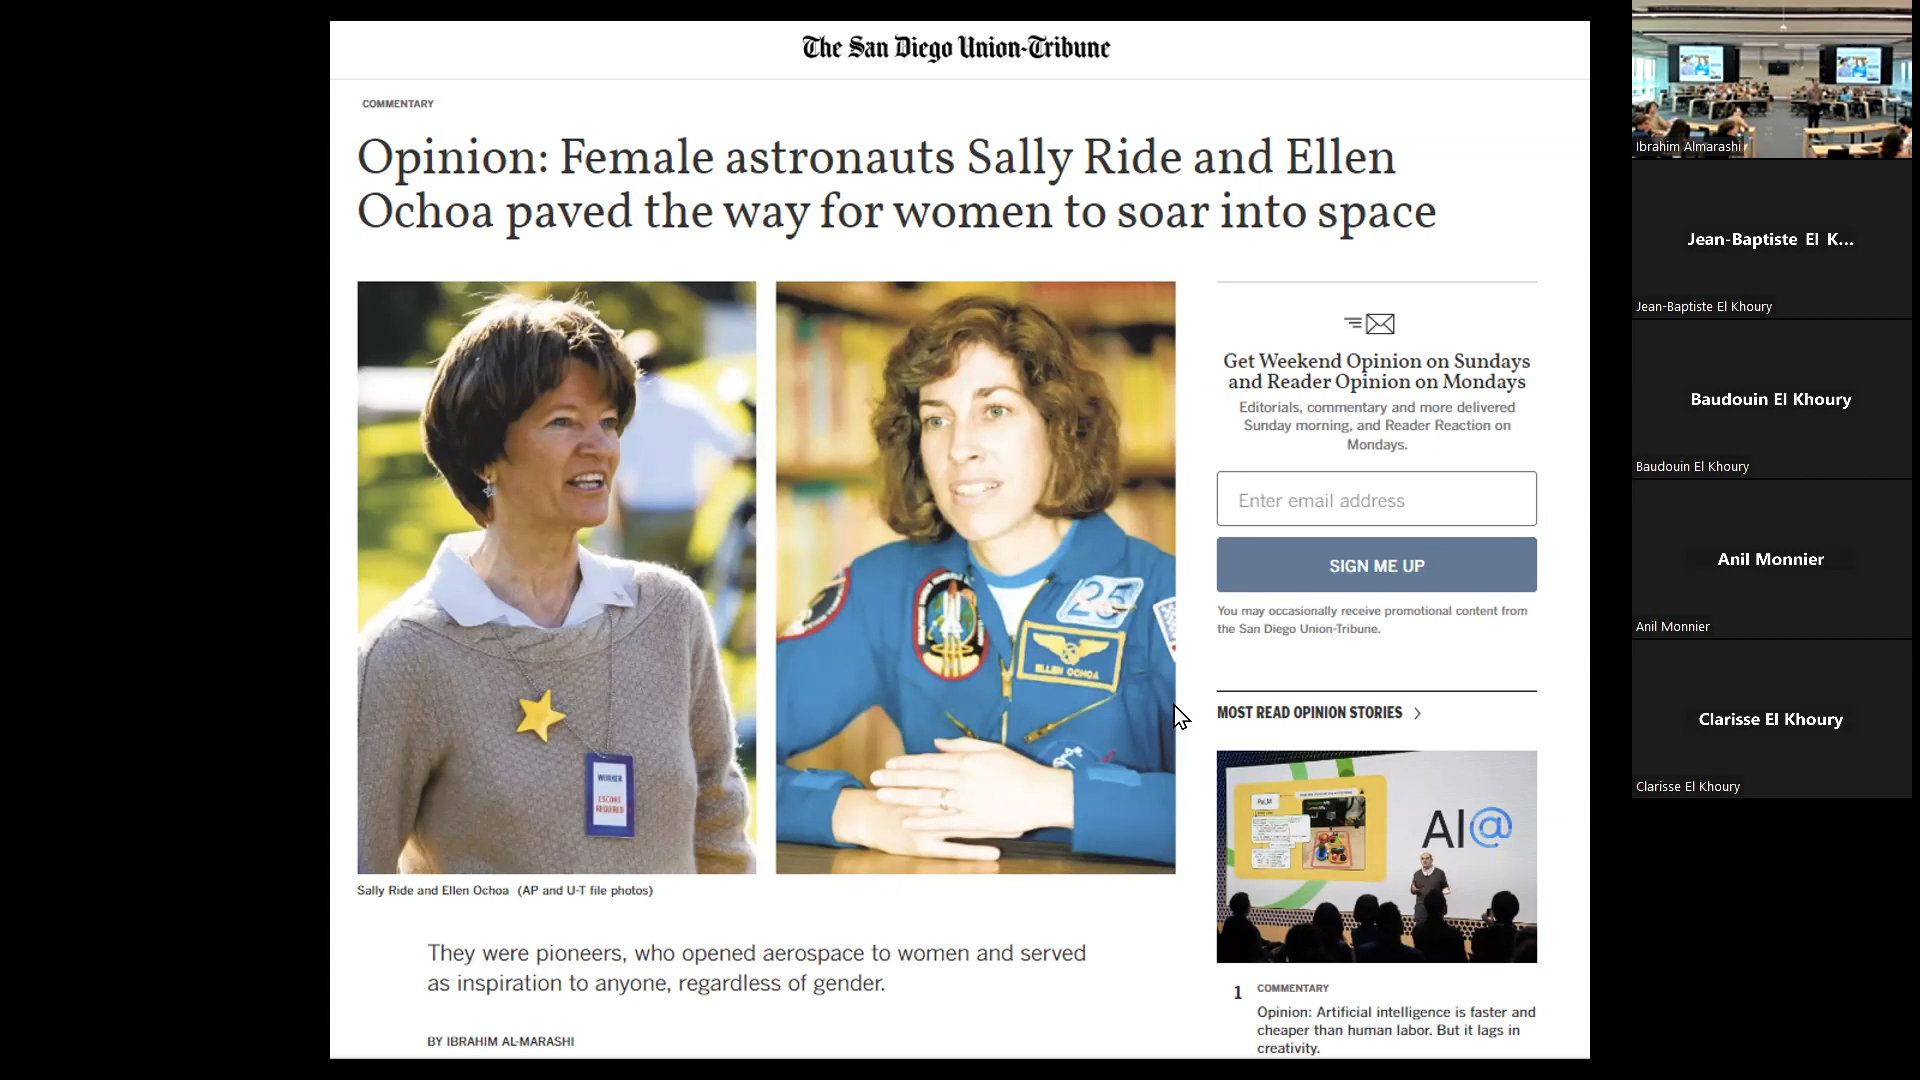 The San Diego Union-Tribune
COMMENTARY
Opinion: Female astronauts Sally Ride and Ellen
Ochoa paved the way for women to soar into space
WORKER
ESCORT
REQUIRED
25
ELLEN OCHOA
Sally Ride and Ellen Ochoa (AP and U-T file photos)
They were pioneers, who opened aerospace to women and served
as inspiration to anyone, regardless of gender.
BY IBRAHIM AL-MARASHI
Get Weekend Opinion on Sundays
and Reader Opinion on Mondays
Editorials, commentary and more delivered
Sunday morning, and Reader Reaction on
Mondays.
Enter email address
SIGN ME UP
You may occasionally receive promotional content from
the San Diego Union-Tribune.
MOST READ OPINION STORIES
PaLM
AI@
1
COMMENTARY
Opinion: Artificial intelligence is faster and
cheaper than human labor. But it lags in
creativity.
Ibrahim Almarashi
Jean-Baptiste El K...
Jean-Baptiste El Khoury
Baudouin El Khoury
Baudouin El Khoury
Anil Monnier
Anil Monnier
Clarisse El Khoury
Clarisse El Khoury